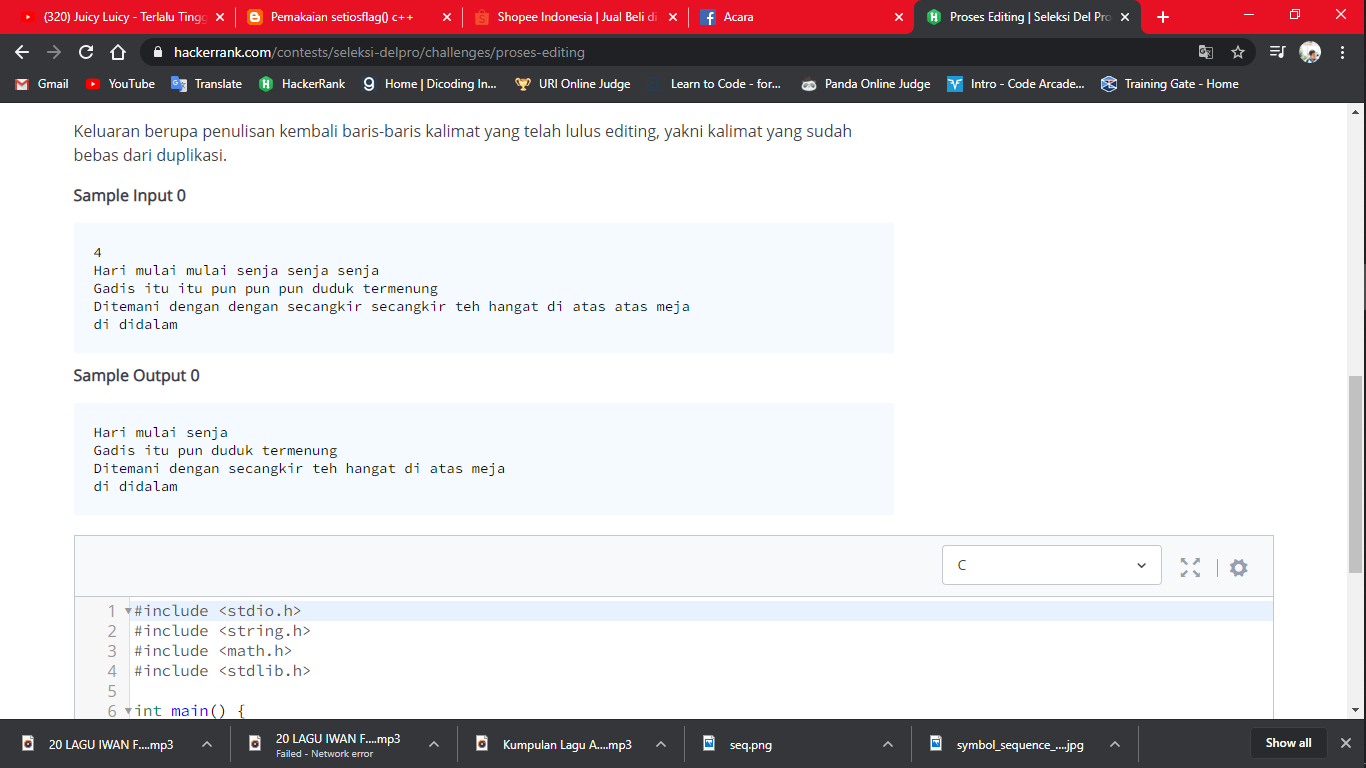 (320) Juicy Luicy - Terlalu Tingg
Pemakaian setiosflag() c++
Shopee Indonesia | Jual Beli di
Acara
Proses Editing | Seleksi Del Pro
hackerrank.com/contests/seleksi-delpro/challenges/proses-editing
Gmail
YouTube
Translate
HackerRank
Home | Dicoding In...
URI Online Judge
Learn to Code - for...
Panda Online Judge
Intro - Code Arcade...
Training Gate - Home
Keluaran berupa penulisan kembali baris-baris kalimat yang telah lulus editing, yakni kalimat yang sudah
bebas dari duplikasi.
Sample Input 0
4
Hari mulai mulai senja senja senja
Gadis itu itu pun pun pun duduk termenung
Ditemani dengan dengan secangkir secangkir teh hangat di atas atas meja
di didalam
Sample Output 0
Hari mulai senja
Gadis itu pun duduk termenung
Ditemani dengan secangkir teh hangat di atas meja
di didalam
C
1 #include <stdio.h>
2 #include <string.h>
3 #include <math.h>
4 #include <stdlib.h>
5
6 int main() {
20 LAGU IWAN F....mp3
20 LAGU IWAN F....mp3
Failed - Network error
Kumpulan Lagu A....mp3
seq.png
symbol_sequence_....jpg
Show all